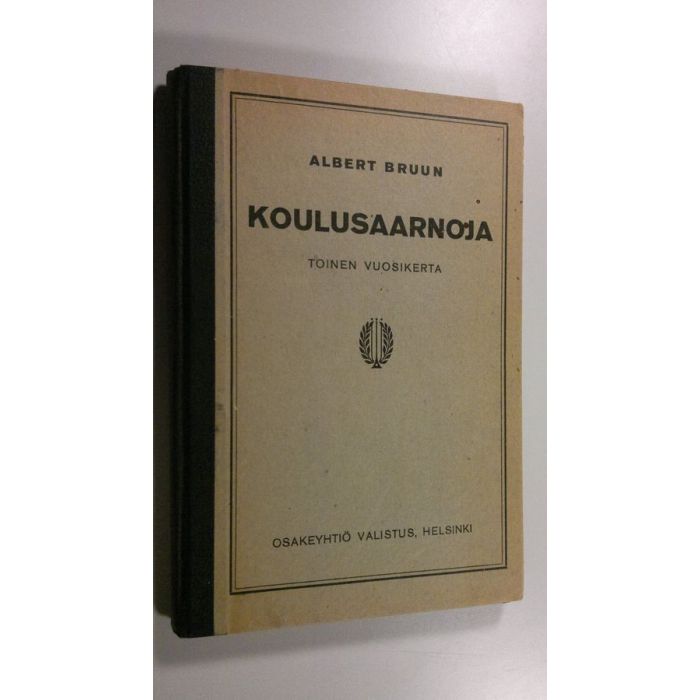 ALBERT BRUUN
KOULUSAARNOJA
TOINEN VUOSIKERTA
OSAKEYHTIÖ VALISTUS, HELSINKI